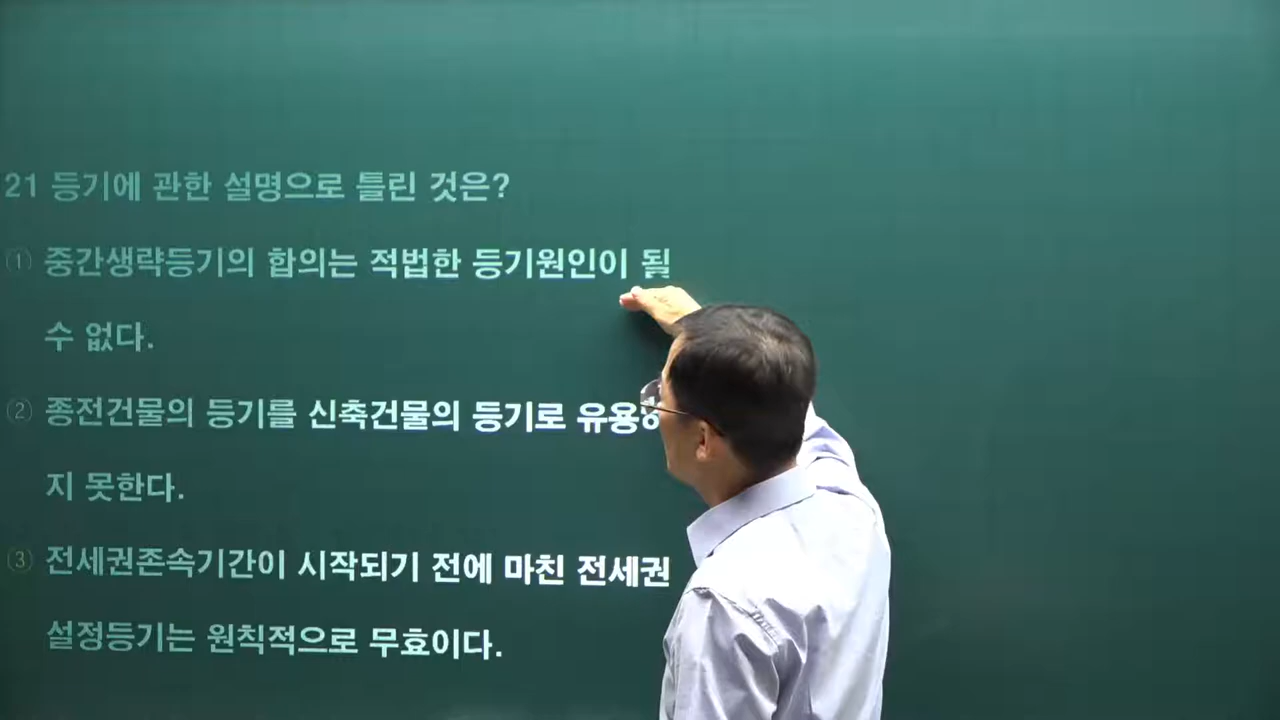 21 등기에 관한 설명으로 틀린 것은?
① 중간생략등기의 합의는 적법한 등기원인이 될
수 없다.
② 종전건물의 등기를 신축건물의 등기로 유용하
지 못한다.
③ 전세권존속기간이 시작되기 전에 마친 전세권
설정등기는 원칙적으로 무효이다.